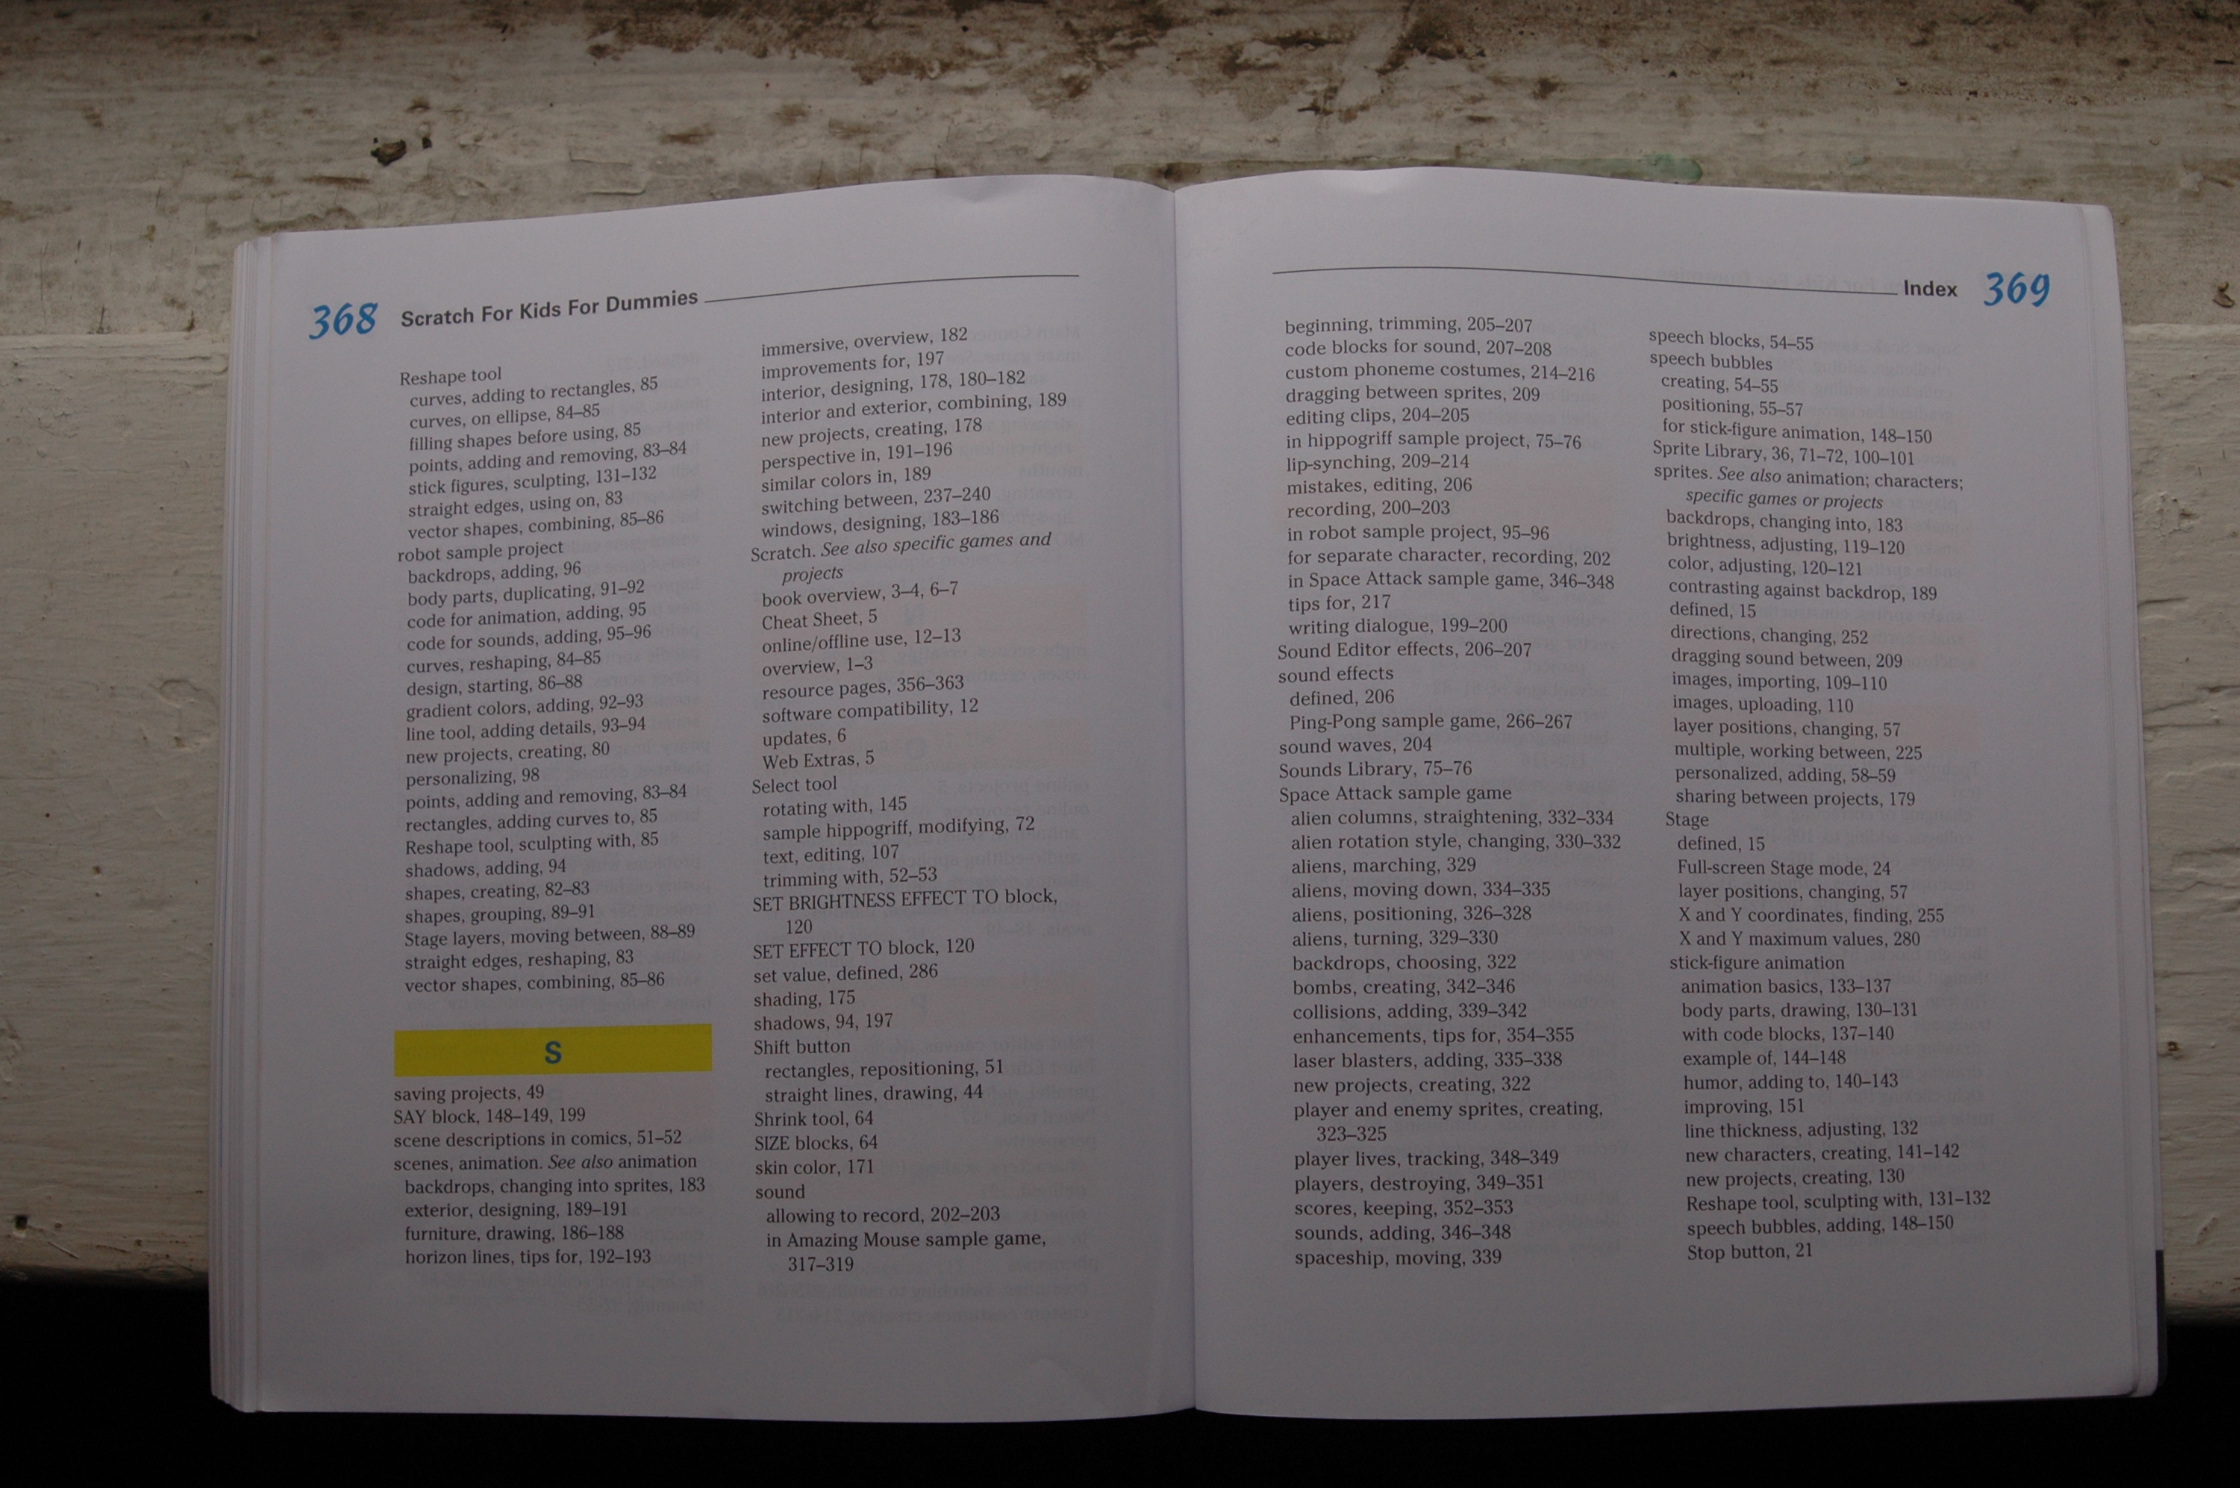 368 Scratch For Kids For Dummies
Reshape tool
curves, adding to rectangles, 85
curves, on ellipse, 84–85
filling shapes before using, 85
points, adding and removing, 83–84
stick figures, sculpting, 131–132
straight edges, using on, 83
vector shapes, combining, 85–86
robot sample project
backdrops, adding, 96
body parts, duplicating, 91–92
code for animation, adding, 95
code for sounds, adding, 95–96
curves, reshaping, 84–85
design, starting, 86–88
gradient colors, adding, 92–93
line tool, adding details, 93–94
new projects, creating, 80
personalizing, 98
points, adding and removing, 83–84
rectangles, adding curves to, 85
Reshape tool, sculpting with, 85
shadows, adding, 94
shapes, creating, 82–83
shapes, grouping, 89–91
Stage layers, moving between, 88–89
straight edges, reshaping, 83
vector shapes, combining, 85–86
S
saving projects, 49
SAY block, 148–149, 199
scene descriptions in comics, 51–52
scenes, animation. See also animation
backdrops, changing into sprites, 183
exterior, designing, 189–191
furniture, drawing, 186–188
horizon lines, tips for, 192–193
immersive, overview, 182
improvements for, 197
interior, designing, 178, 180–182
interior and exterior, combining, 189
new projects, creating, 178
perspective in, 191–196
similar colors in, 189
switching between, 237–240
windows, designing, 183–186
Scratch. See also specific games and
projects
book overview, 3–4, 6–7
Cheat Sheet, 5
online/offline use, 12–13
overview, 1–3
resource pages, 356–363
software compatibility, 12
updates, 6
Web Extras, 5
Select tool
rotating with, 145
sample hippogriff, modifying, 72
text, editing, 107
trimming with, 52–53
SET BRIGHTNESS EFFECT TO block,
120
SET EFFECT TO block, 120
set value, defined, 286
shading, 175
shadows, 94, 197
Shift button
rectangles, repositioning, 51
straight lines, drawing, 44
Shrink tool, 64
SIZE blocks, 64
skin color, 171
sound
allowing to record, 202–203
in Amazing Mouse sample game,
317–319
Index 369
beginning, trimming, 205–207
code blocks for sound, 207–208
custom phoneme costumes, 214–216
dragging between sprites, 209
editing clips, 204–205
in hippogriff sample project, 75–76
lip-synching, 209–214
mistakes, editing, 206
recording, 200–203
in robot sample project, 95–96
for separate character, recording, 202
in Space Attack sample game, 346–348
tips for, 217
writing dialogue, 199–200
Sound Editor effects, 206–207
sound effects
defined, 206
Ping-Pong sample game, 266–267
sound waves, 204
Sounds Library, 75–76
Space Attack sample game
alien columns, straightening, 332–334
alien rotation style, changing, 330–332
aliens, marching, 329
aliens, moving down, 334–335
aliens, positioning, 326–328
aliens, turning, 329–330
backdrops, choosing, 322
bombs, creating, 342–346
collisions, adding, 339–342
enhancements, tips for, 354–355
laser blasters, adding, 335–338
new projects, creating, 322
player and enemy sprites, creating,
323–325
player lives, tracking, 348–349
players, destroying, 349–351
scores, keeping, 352–353
sounds, adding, 346–348
spaceship, moving, 339
speech blocks, 54–55
speech bubbles
creating, 54–55
positioning, 55–57
for stick-figure animation, 148–150
Sprite Library, 36, 71–72, 100–101
sprites. See also animation; characters;
specific games or projects
backdrops, changing into, 183
brightness, adjusting, 119–120
color, adjusting, 120–121
contrasting against backdrop, 189
defined, 15
directions, changing, 252
dragging sound between, 209
images, importing, 109–110
images, uploading, 110
layer positions, changing, 57
multiple, working between, 225
personalized, adding, 58–59
sharing between projects, 179
Stage
defined, 15
Full-screen Stage mode, 24
layer positions, changing, 57
X and Y coordinates, finding, 255
X and Y maximum values, 280
stick-figure animation
animation basics, 133–137
body parts, drawing, 130–131
with code blocks, 137–140
example of, 144–148
humor, adding to, 140–143
improving, 151
line thickness, adjusting, 132
new characters, creating, 141–142
new projects, creating, 130
Reshape tool, sculpting with, 131–132
speech bubbles, adding, 148–150
Stop button, 21